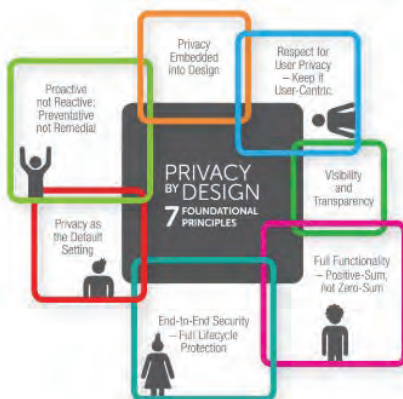 Privacy
Embedded
into Design
Respect for
User Privacy
– Keep it
User-Centric
Proactive
not Reactive;
Preventative
not Remedial
PRIVACY
BY DESIGN
7 FOUNDATIONAL
PRINCIPLES
Visibility
and
Transparency
Privacy as
the Default
Setting
Full Functionality
– Positive-Sum,
not Zero-Sum
End-to-End Security
– Full Lifecycle
Protection